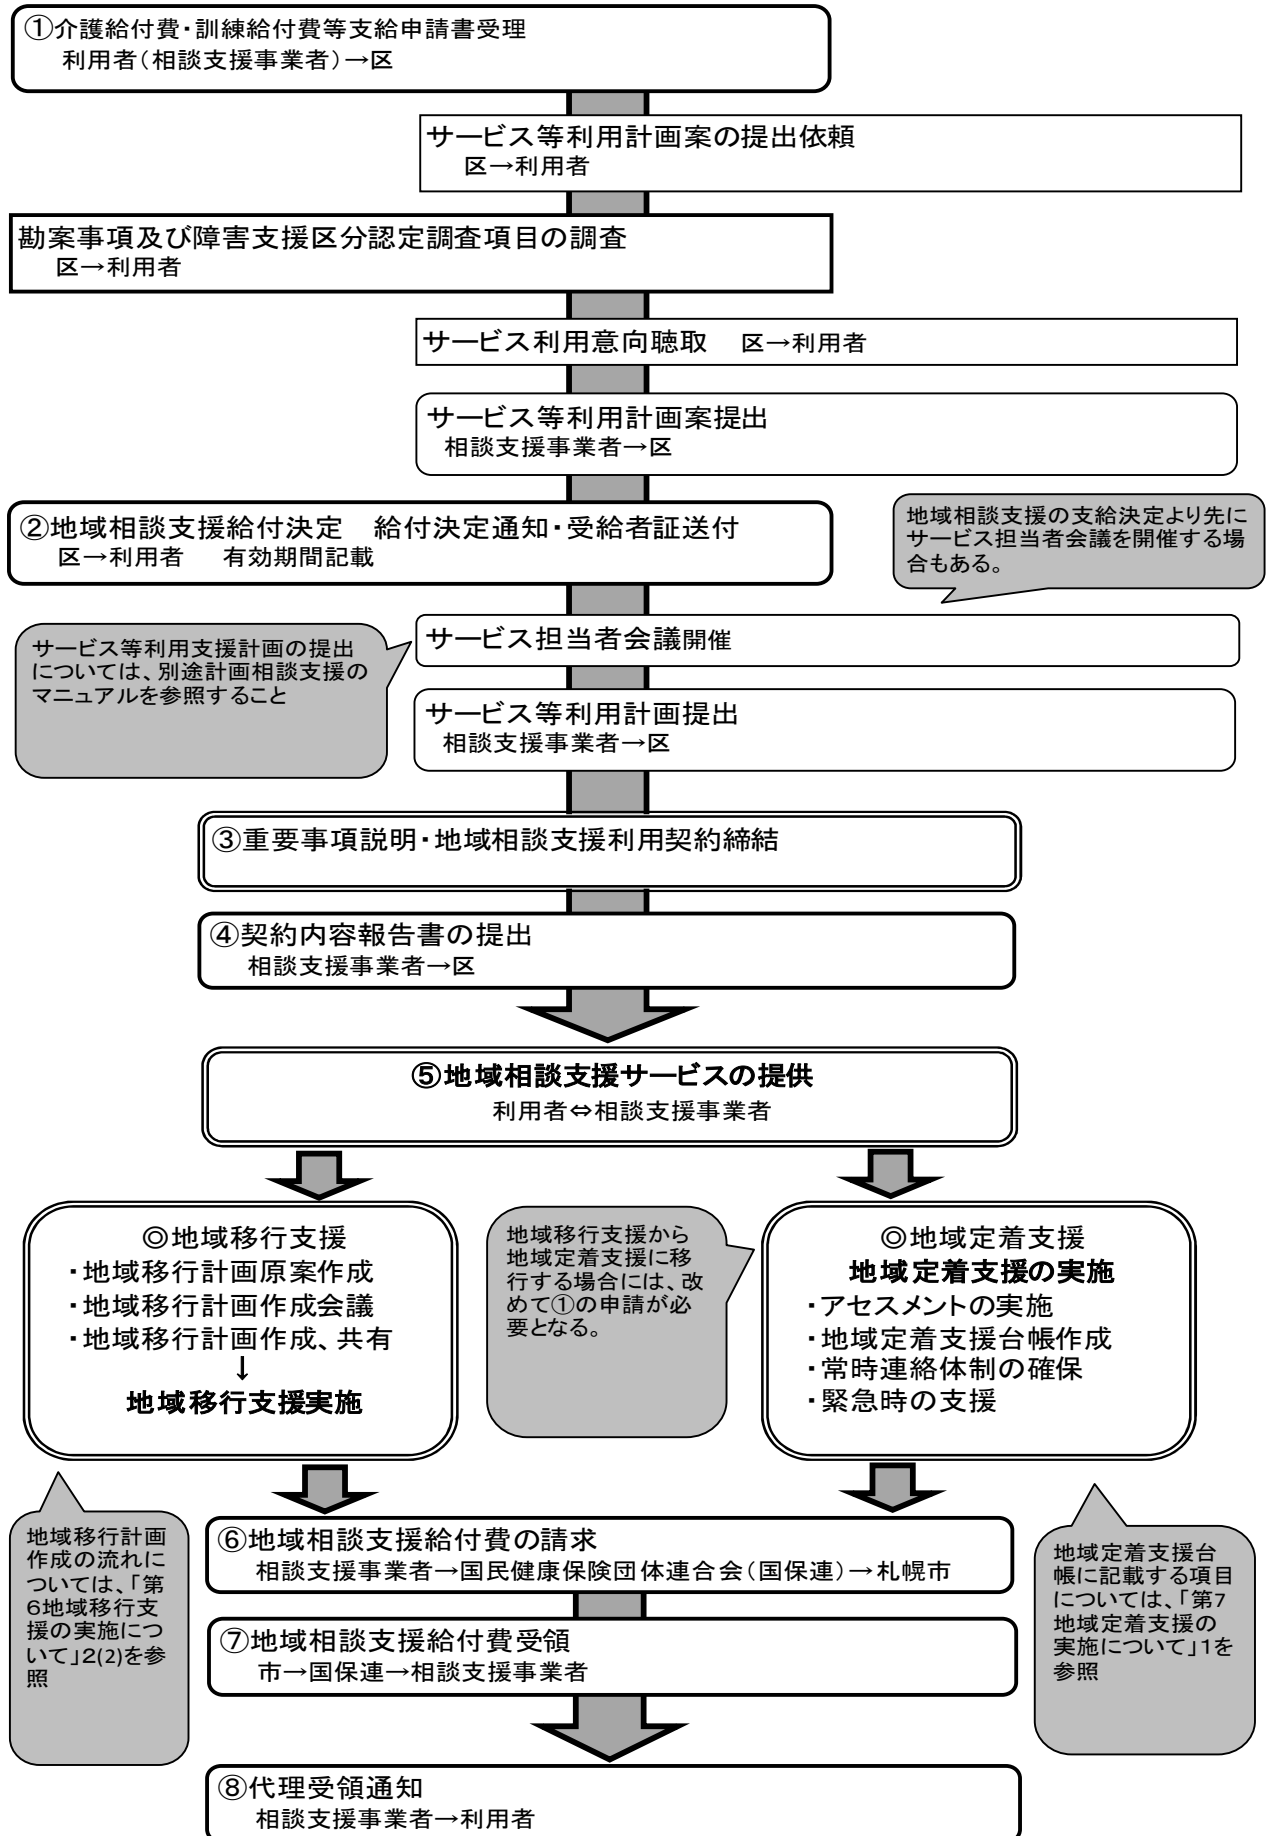 ①介護給付費・訓練給付費等支給申請書受理
利用者（相談支援事業者）→区
サービス等利用計画案の提出依頼
区→利用者
勘案事項及び障害支援区分認定調査項目の調査
区→利用者
サービス利用意向聴取　区→利用者
サービス等利用計画案提出
相談支援事業者→区
②地域相談支援給付決定　給付決定通知・受給者証送付
区→利用者　　有効期間記載
地域相談支援の支給決定より先に
サービス担当者会議を開催する場
合もある。
サービス担当者会議開催
サービス等利用支援計画の提出
については、別途計画相談支援の
マニュアルを参照すること
サービス等利用計画提出
相談支援事業者→区
③重要事項説明・地域相談支援利用契約締結
④契約内容報告書の提出
相談支援事業者→区
⑤地域相談支援サービスの提供
利用者⇔相談支援事業者
◎地域移行支援
・地域移行計画原案作成
・地域移行計画作成会議
・地域移行計画作成、共有
↓
地域移行支援実施
地域移行支援から
地域定着支援に移
行する場合には、改
めて①の申請が必
要となる。
◎地域定着支援
地域定着支援の実施
・アセスメントの実施
・地域定着支援台帳作成
・常時連絡体制の確保
・緊急時の支援
地域移行計画
作成の流れに
ついては、「第
6地域移行支
援の実施につ
いて」2(2)を参
照
⑥地域相談支援給付費の請求
相談支援事業者→国民健康保険団体連合会（国保連）→札幌市
⑦地域相談支援給付費受領
市→国保連→相談支援事業者
地域定着支援台
帳に記載する項目
については、「第7
地域定着支援の
実施について」1を
参照
⑧代理受領通知
相談支援事業者→利用者